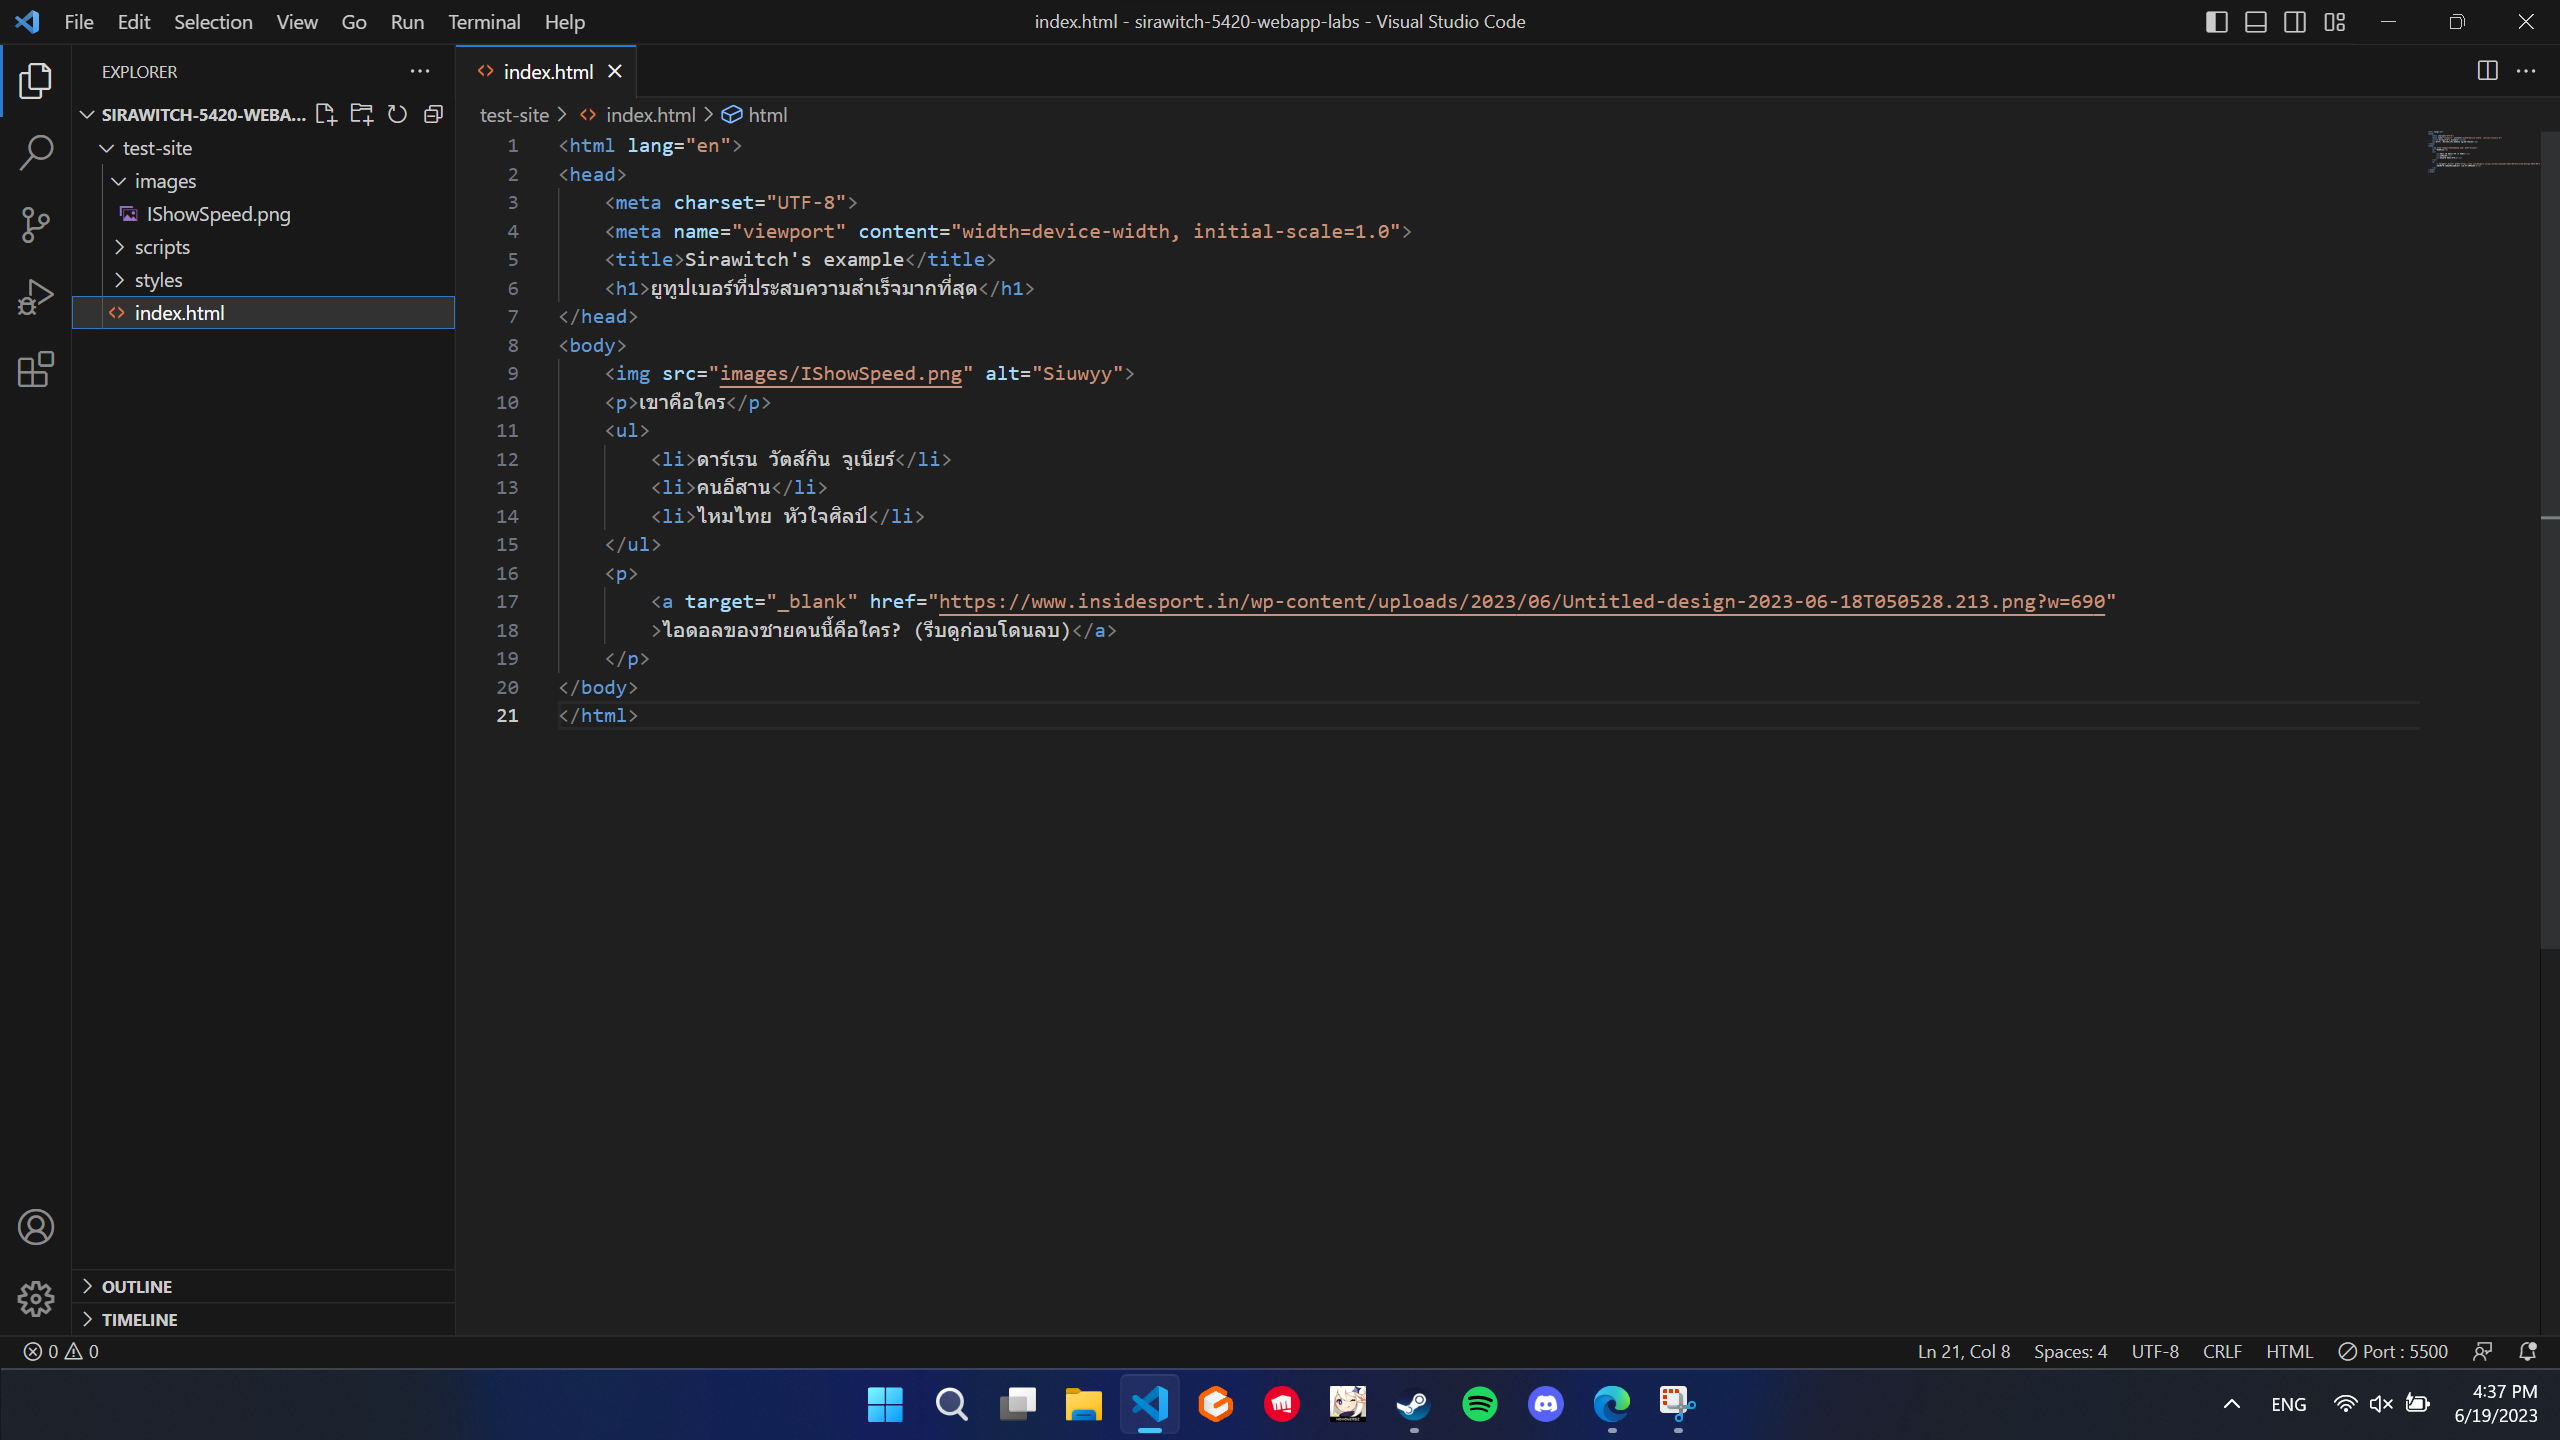 File Edit Selection View Go Run Terminal Help
index.html - sirawitch-5420-webapp-labs - Visual Studio Code
EXPLORER
SIRAWITCH-5420-WEBA...
test-site
images
IShowSpeed.png
scripts
styles
index.html
OUTLINE
TIMELINE
index.html
test-site > index.html > html
1 <html lang="en">
2 <head>
3 <meta charset="UTF-8">
4 <meta name="viewport" content="width=device-width, initial-scale=1.0">
5 <title>Sirawitch's example</title>
6 <h1>ยูทูปเบอร์ที่ประสบความสำเร็จมากที่สุด</h1>
7 </head>
8 <body>
9 <img src="images/IShowSpeed.png" alt="Siuwyy">
10 <p>เขาคือใคร</p>
11 <ul>
12 <li>ดาร์เรน วัตส์กิน จูเนียร์</li>
13 <li>คนอีสาน</li>
14 <li>ไหมไทย หัวใจศิลป์</li>
15 </ul>
16 <p>
17 <a target="_blank" href="https://www.insidesport.in/wp-content/uploads/2023/06/Untitled-design-2023-06-18T050528.213.png?w=690"
18 >ไอดอลของชายคนนี้คือใคร? (รีบดูก่อนโดนลบ)</a>
19 </p>
20 </body>
21 </html>
0 0
Ln 21, Col 8 Spaces: 4 UTF-8 CRLF HTML Port : 5500
ENG
4:37 PM
6/19/2023